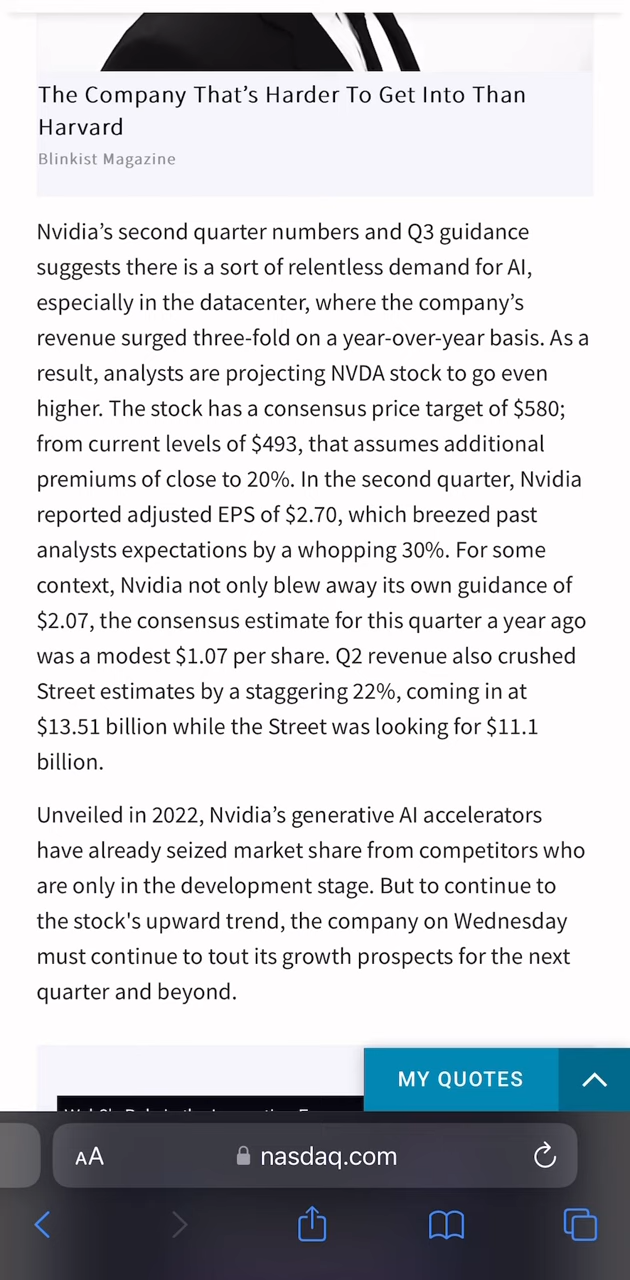 The Company That’s Harder To Get Into Than
Harvard
Blinkist Magazine
Nvidia’s second quarter numbers and Q3 guidance
suggests there is a sort of relentless demand for AI,
especially in the datacenter, where the company’s
revenue surged three-fold on a year-over-year basis. As a
result, analysts are projecting NVDA stock to go even
higher. The stock has a consensus price target of $580;
from current levels of $493, that assumes additional
premiums of close to 20%. In the second quarter, Nvidia
reported adjusted EPS of $2.70, which breezed past
analysts expectations by a whopping 30%. For some
context, Nvidia not only blew away its own guidance of
$2.07, the consensus estimate for this quarter a year ago
was a modest $1.07 per share. Q2 revenue also crushed
Street estimates by a staggering 22%, coming in at
$13.51 billion while the Street was looking for $11.1
billion.
Unveiled in 2022, Nvidia’s generative AI accelerators
have already seized market share from competitors who
are only in the development stage. But to continue to
the stock's upward trend, the company on Wednesday
must continue to tout its growth prospects for the next
quarter and beyond.
MY QUOTES
AA nasdaq.com